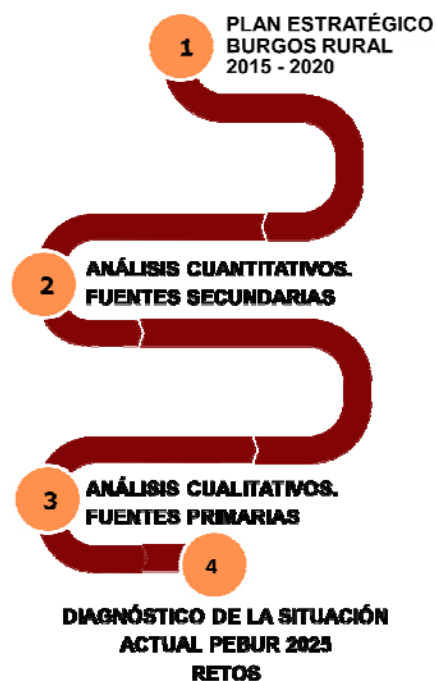 1
PLAN ESTRATÉGICO
BURGOS RURAL
2015 - 2020
2
ANÁLISIS CUANTITATIVOS.
FUENTES SECUNDARIAS
3
ANÁLISIS CUALITATIVOS.
FUENTES PRIMARIAS
4
DIAGNÓSTICO DE LA SITUACIÓN
ACTUAL PEBUR 2025
RETOS